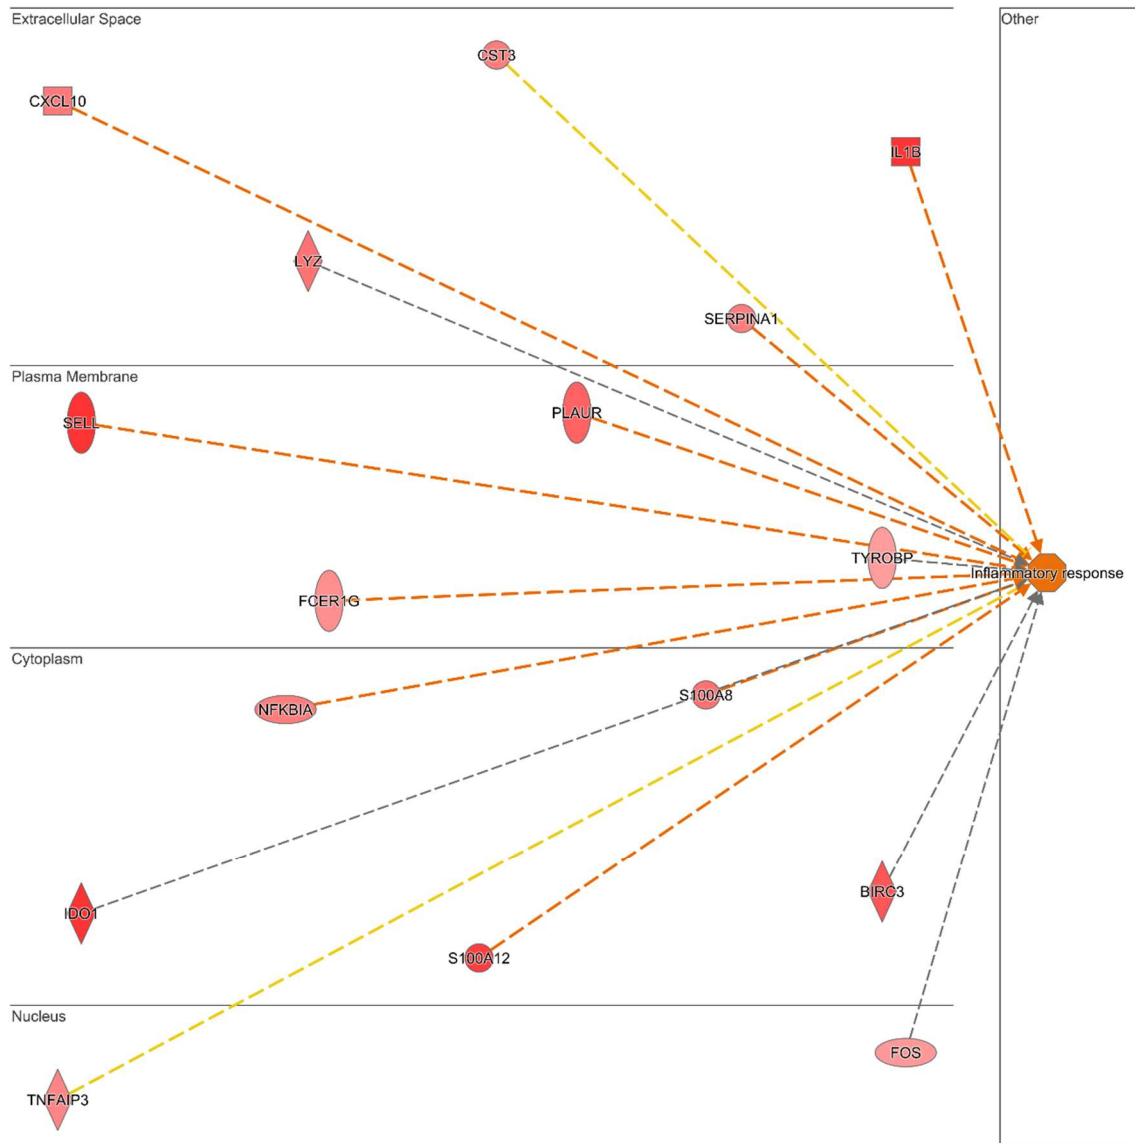 Extracellular Space
Other
CST3
CXCL10
IL1B
LYZ
SERPINA1
Plasma Membrane
SELL
PLAUR
TYROBP
Inflammatory response
FCER1G
Cytoplasm
S100A8
NFKBIA
BIRC3
IDO1
S100A12
Nucleus
FOS
TNFAIP3